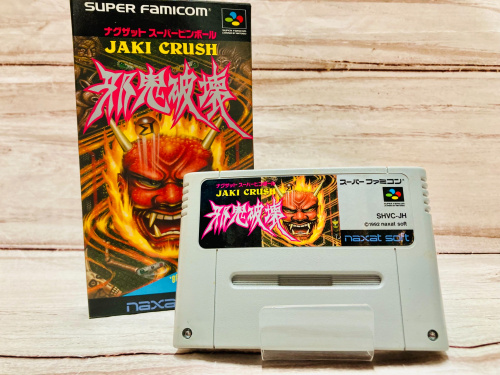 SUPER FAMICOM
ナグザット スーパーピンボール
JAKI CRUSH
邪鬼破壊
naxat
ナグザット スーパーピンボール
JAKI CRUSH
邪鬼破壊
スーパーファミコン
SHVC-JH
©1992 naxat soft
naxat soft